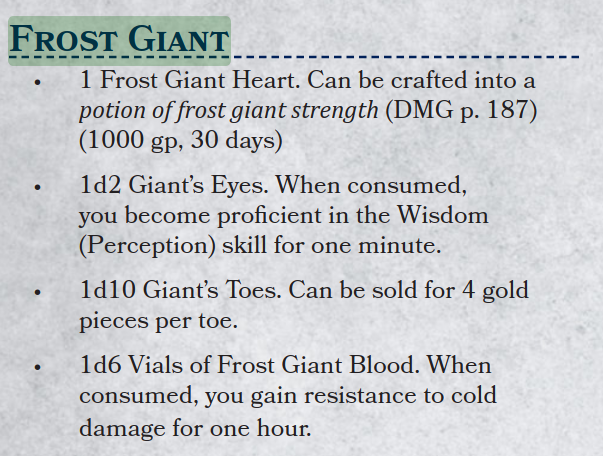 FROST GIANT
• 1 Frost Giant Heart. Can be crafted into a
potion of frost giant strength (DMG p. 187)
(1000 gp, 30 days)
• 1d2 Giant’s Eyes. When consumed,
you become proficient in the Wisdom
(Perception) skill for one minute.
• 1d10 Giant’s Toes. Can be sold for 4 gold
pieces per toe.
• 1d6 Vials of Frost Giant Blood. When
consumed, you gain resistance to cold
damage for one hour.